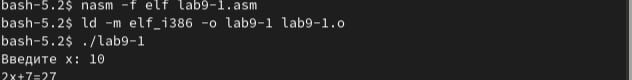 bash-5.2$ nasm -f elf lab9-1.asm
bash-5.2$ ld -m elf_i386 -o lab9-1 lab9-1.o
bash-5.2$ ./lab9-1
Введите x: 10
2x+7=27